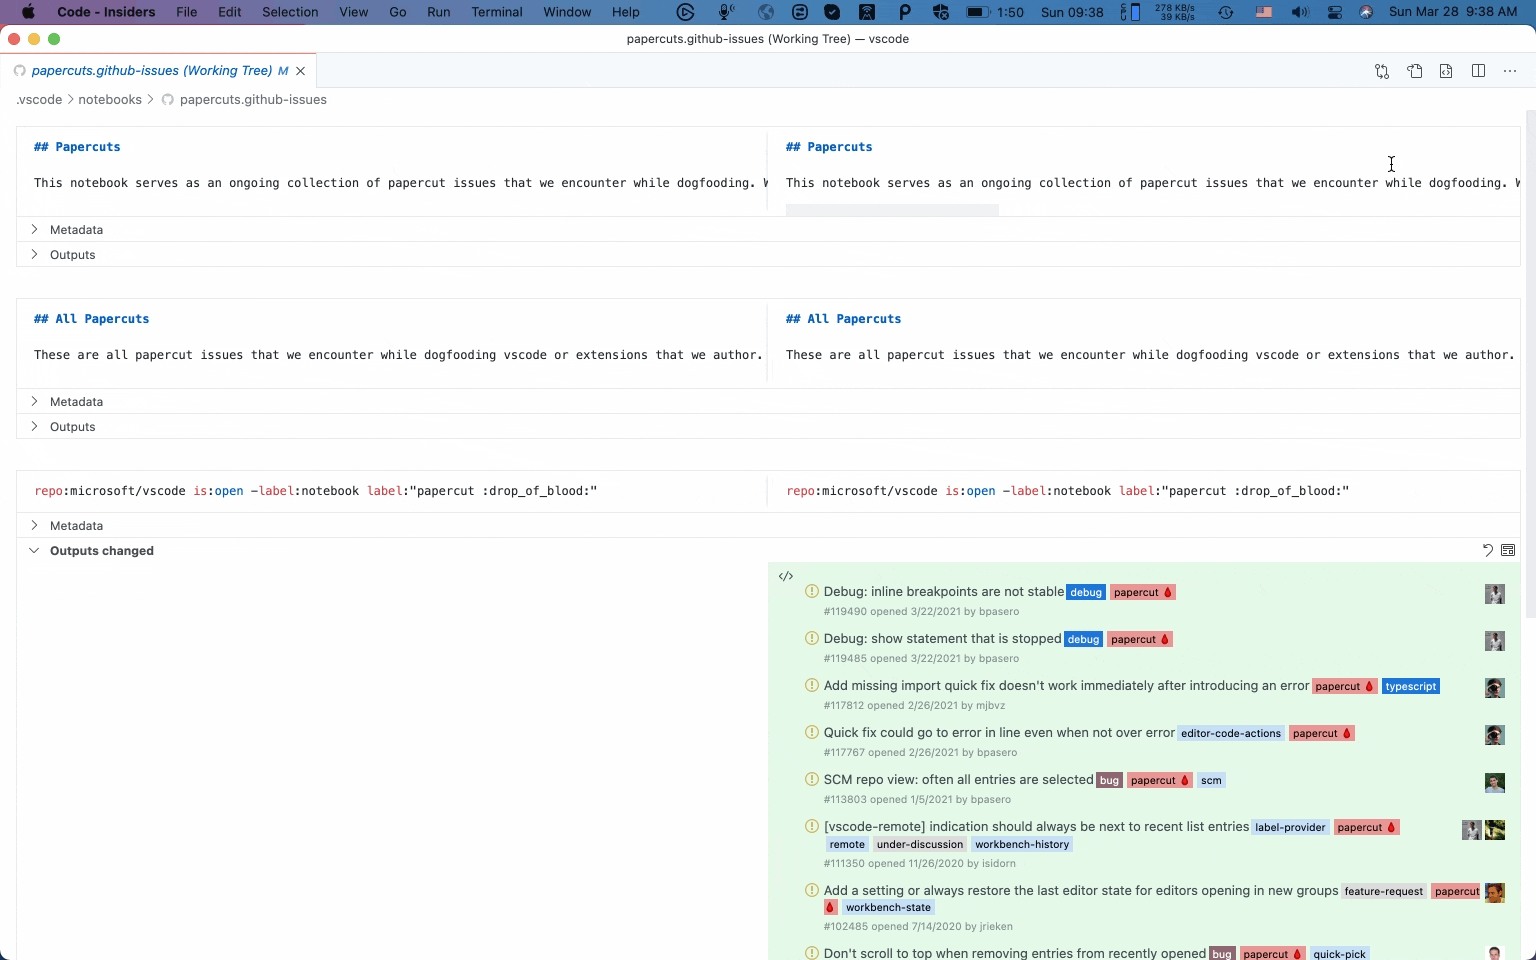 Code - Insiders File Edit Selection View Go Run Terminal Window Help 1:50 Sun 09:38 278 KB/s 39 KB/s Sun Mar 28 9:38 AM
papercuts.github-issues (Working Tree) — vscode
papercuts.github-issues (Working Tree) M
.vscode > notebooks > papercuts.github-issues
## Papercuts ## Papercuts
This notebook serves as an ongoing collection of papercut issues that we encounter while dogfooding. This notebook serves as an ongoing collection of papercut issues that we encounter while dogfooding.
Metadata
Outputs
## All Papercuts ## All Papercuts
These are all papercut issues that we encounter while dogfooding vscode or extensions that we author. These are all papercut issues that we encounter while dogfooding vscode or extensions that we author.
Metadata
Outputs
repo:microsoft/vscode is:open -label:notebook label:"papercut :drop_of_blood:" repo:microsoft/vscode is:open -label:notebook label:"papercut :drop_of_blood:"
Metadata
Outputs changed
</>
Debug: inline breakpoints are not stable debug papercut 🩸
#119490 opened 3/22/2021 by bpasero
Debug: show statement that is stopped debug papercut 🩸
#119485 opened 3/22/2021 by bpasero
Add missing import quick fix doesn't work immediately after introducing an error papercut 🩸 typescript
#117812 opened 2/26/2021 by mjbvz
Quick fix could go to error in line even when not over error editor-code-actions papercut 🩸
#117767 opened 2/26/2021 by bpasero
SCM repo view: often all entries are selected bug papercut 🩸 scm
#113803 opened 1/5/2021 by bpasero
[vscode-remote] indication should always be next to recent list entries label-provider papercut 🩸
remote under-discussion workbench-history
#111350 opened 11/26/2020 by isidorn
Add a setting or always restore the last editor state for editors opening in new groups feature-request papercut
🩸 workbench-state
#102485 opened 7/14/2020 by jrieken
Don't scroll to top when removing entries from recently opened bug papercut 🩸 quick-pick